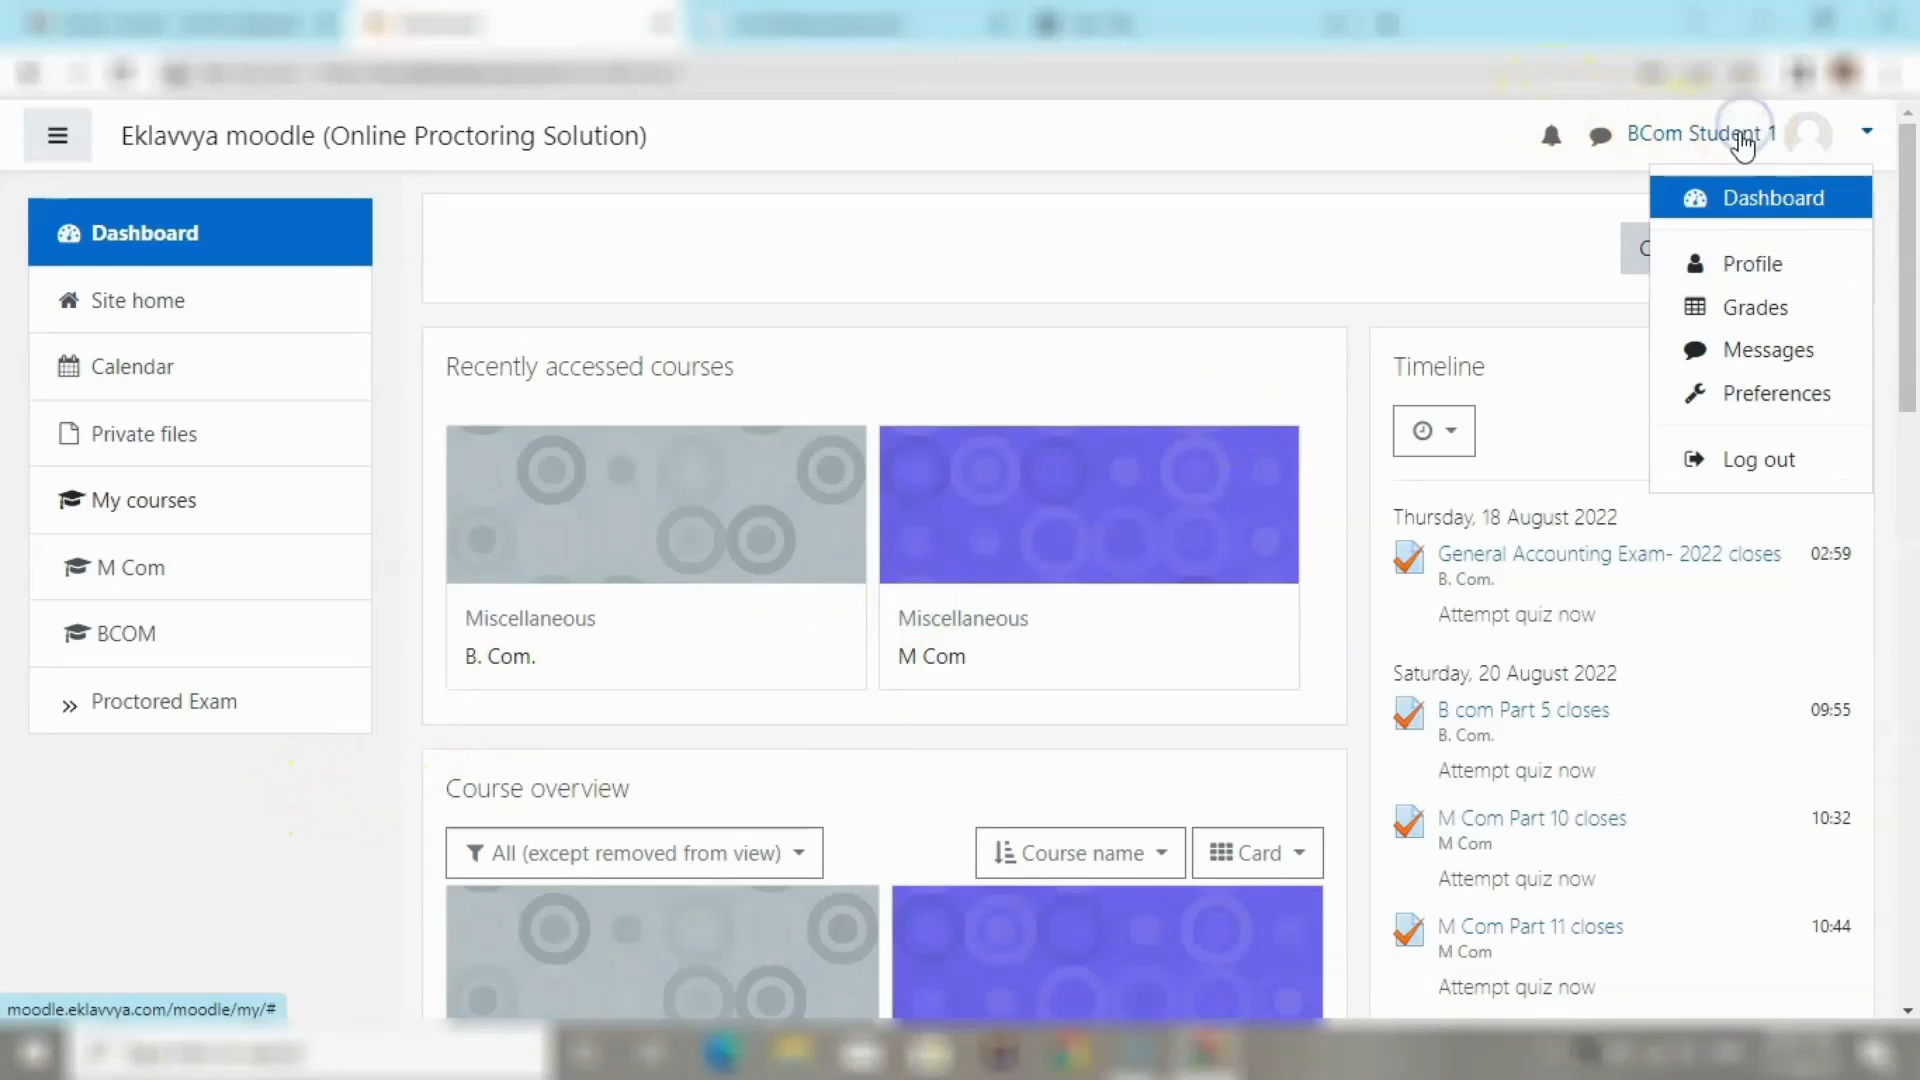 Eklavvya moodle (Online Proctoring Solution)
BCom Student 1
Dashboard
Profile
Grades
Messages
Preferences
Log out
Dashboard
Site home
Calendar
Private files
My courses
M Com
BCOM
Proctored Exam
C
Recently accessed courses
Miscellaneous
B. Com.
Miscellaneous
M Com
Course overview
All (except removed from view)
Course name
Card
Timeline
Thursday, 18 August 2022
General Accounting Exam- 2022 closes 02:59
B. Com.
Attempt quiz now
Saturday, 20 August 2022
B com Part 5 closes 09:55
B. Com.
Attempt quiz now
M Com Part 10 closes 10:32
M Com
Attempt quiz now
M Com Part 11 closes 10:44
M Com
Attempt quiz now
moodle.eklavvya.com/moodle/my/#